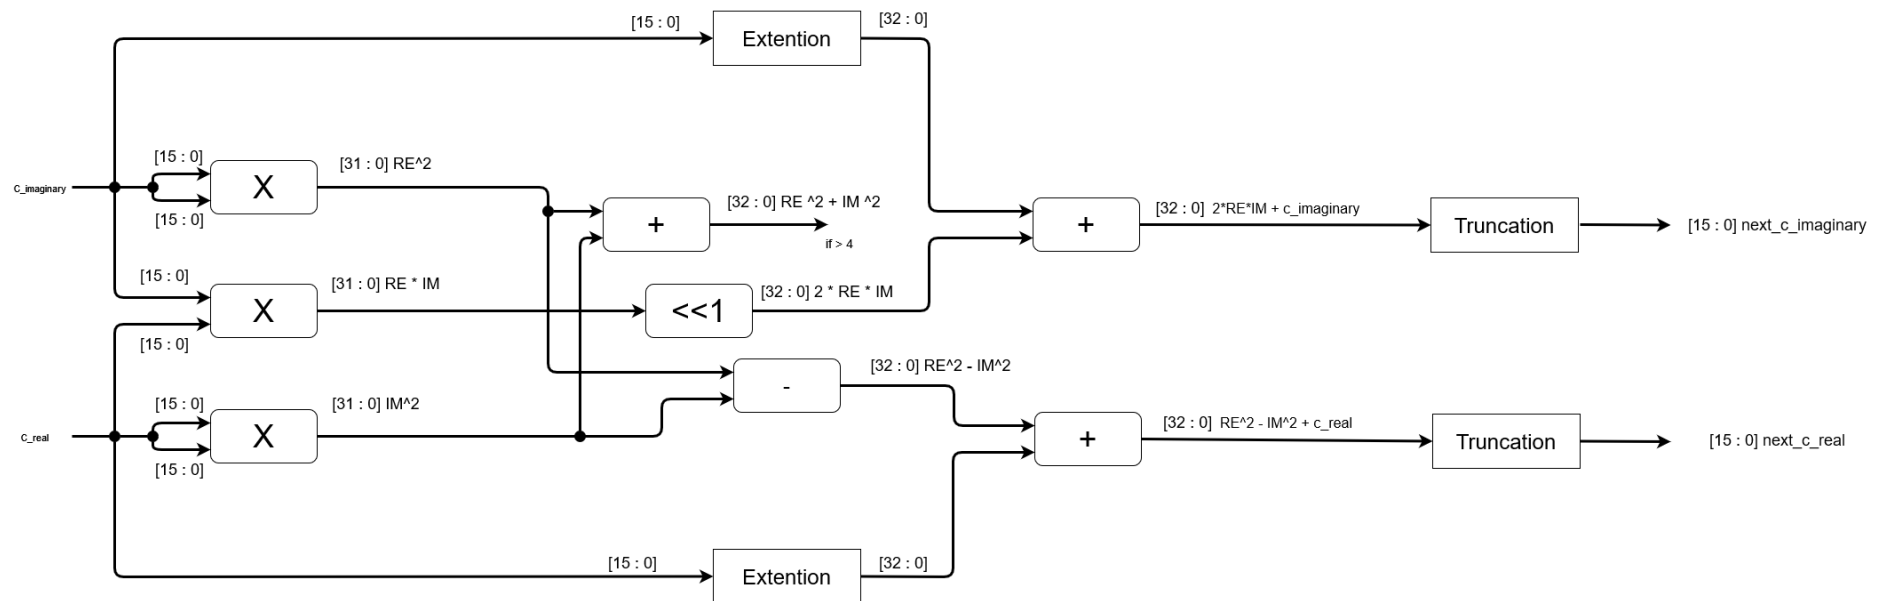 [15 : 0]
Extention
[32 : 0]
C_imaginary
[15 : 0]
[15 : 0]
X
[31 : 0] RE^2
+
[32 : 0] RE ^2 + IM ^2
if > 4
+
[32 : 0] 2*RE*IM + c_imaginary
Truncation
[15 : 0] next_c_imaginary
[15 : 0]
[15 : 0]
X
[31 : 0] RE * IM
<<1
[32 : 0] 2 * RE * IM
-
[32 : 0] RE^2 - IM^2
C_real
[15 : 0]
[15 : 0]
X
[31 : 0] IM^2
+
[32 : 0] RE^2 - IM^2 + c_real
Truncation
[15 : 0] next_c_real
[15 : 0]
Extention
[32 : 0]